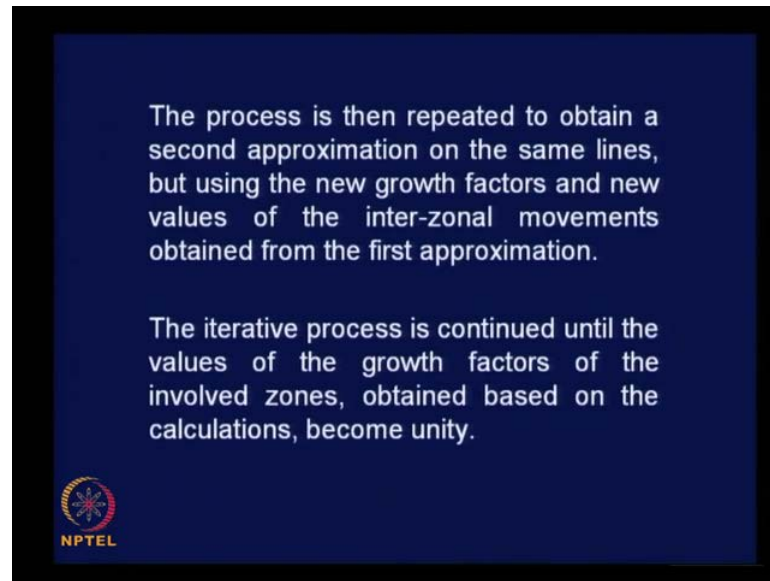 The process is then repeated to obtain a
second approximation on the same lines,
but using the new growth factors and new
values of the inter-zonal movements
obtained from the first approximation.
The iterative process is continued until the
values of the growth factors of the
involved zones, obtained based on the
calculations, become unity.
NPTEL